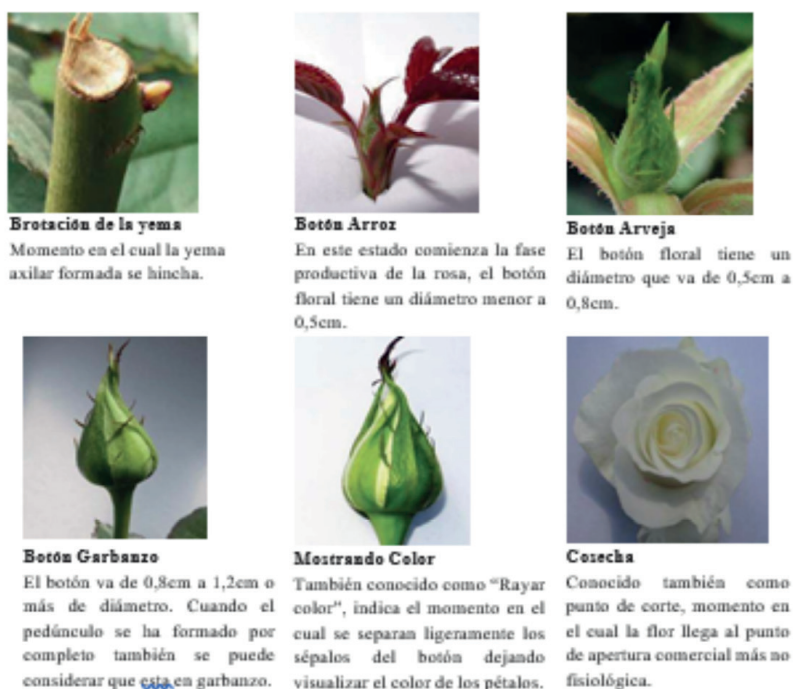 Brotación de la yema
Momento en el cual la yema
axilar formada se hincha.
Botón Arroz
En este estado comienza la fase
productiva de la rosa, el botón
floral tiene un diámetro menor a
0,5cm.
Botón Arveja
El botón floral tiene un
diámetro que va de 0,5cm a
0,8cm.
Botón Garbanzo
El botón va de 0,8cm a 1,2cm o
más de diámetro. Cuando el
pedúnculo se ha formado por
completo también se puede
considerar que esta en garbanzo.
Mostrando Color
También conocido como “Rayar
color”, indica el momento en el
cual se separan ligeramente los
sépalos del botón dejando
visualizar el color de los pétalos.
Cosecha
Conocido también como
punto de corte, momento en
el cual la flor llega al punto
de apertura comercial más no
fisiológica.